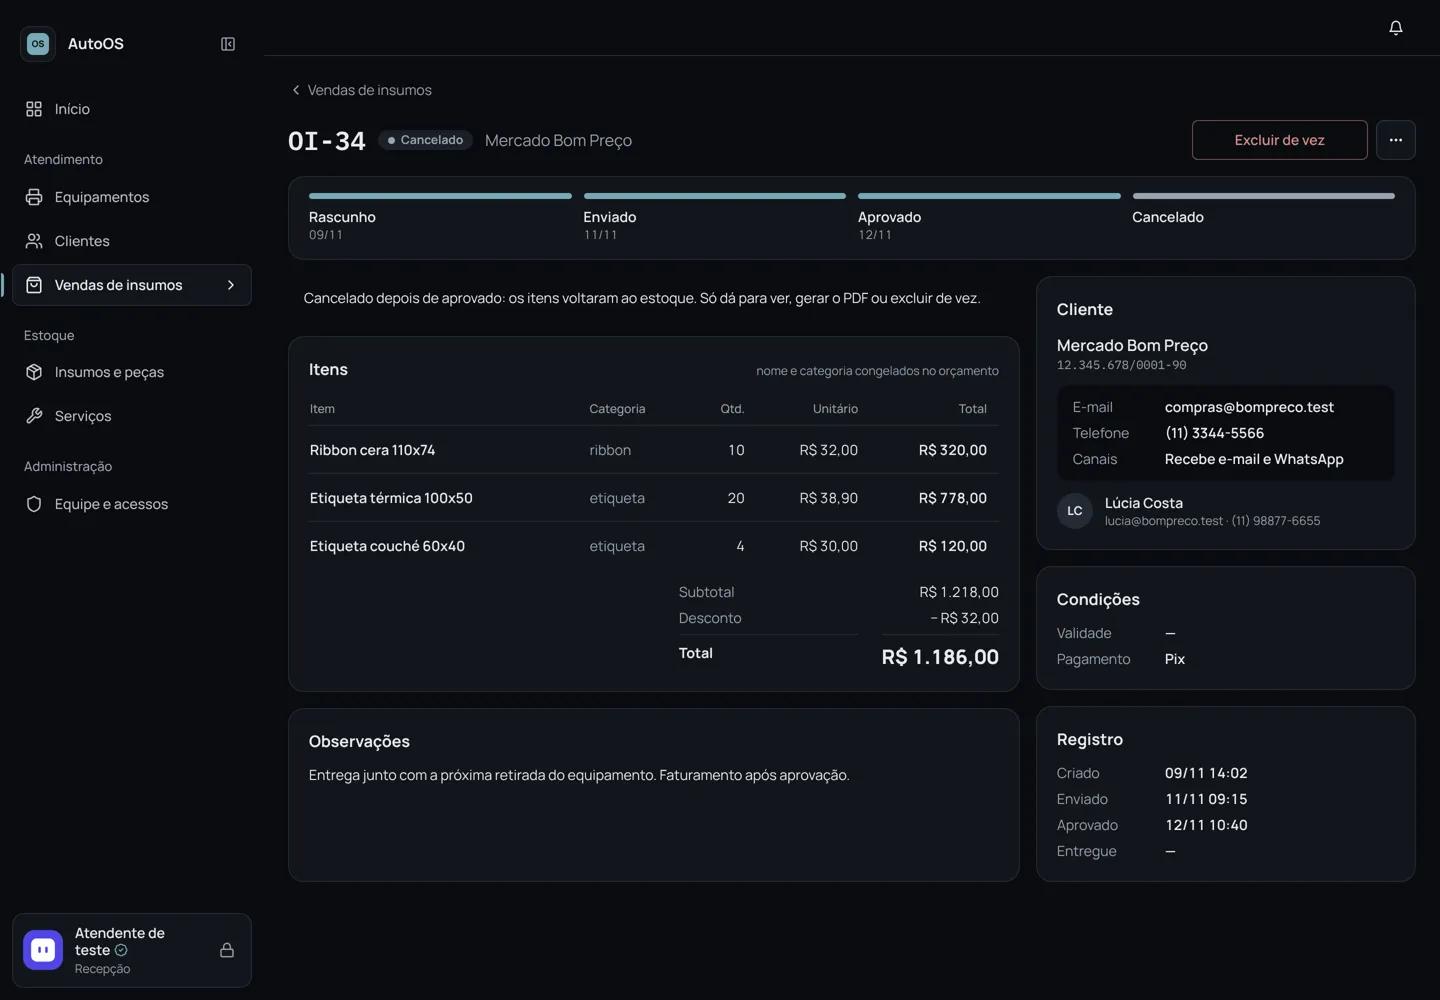 OS
AutoOS
Início
Atendimento
Equipamentos
Clientes
Vendas de insumos
Estoque
Insumos e peças
Serviços
Administração
Equipe e acessos
Atendente de
teste
Recepção
Vendas de insumos
OI-34
Cancelado
Mercado Bom Preço
Excluir de vez
Rascunho
09/11
Enviado
11/11
Aprovado
12/11
Cancelado
Cancelado depois de aprovado: os itens voltaram ao estoque. Só dá para ver, gerar o PDF ou excluir de vez.
Itens
nome e categoria congelados no orçamento
Item Categoria Qtd. Unitário Total
Ribbon cera 110x74 ribbon 10 R$ 32,00 R$ 320,00
Etiqueta térmica 100x50 etiqueta 20 R$ 38,90 R$ 778,00
Etiqueta couché 60x40 etiqueta 4 R$ 30,00 R$ 120,00
Subtotal R$ 1.218,00
Desconto − R$ 32,00
Total R$ 1.186,00
Observações
Entrega junto com a próxima retirada do equipamento. Faturamento após aprovação.
Cliente
Mercado Bom Preço
12.345.678/0001-90
E-mail compras@bompreco.test
Telefone (11) 3344-5566
Canais Recebe e-mail e WhatsApp
LC
Lúcia Costa
lucia@bompreco.test · (11) 98877-6655
Condições
Validade —
Pagamento Pix
Registro
Criado 09/11 14:02
Enviado 11/11 09:15
Aprovado 12/11 10:40
Entregue —